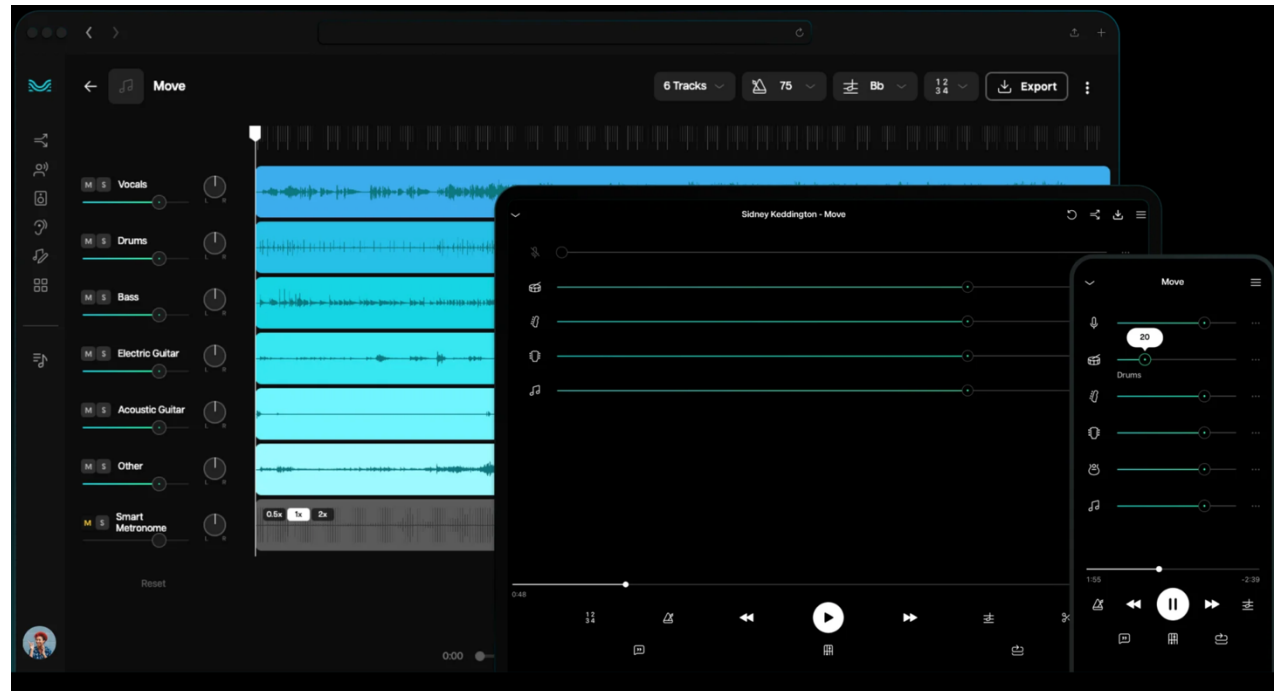 Move
6 Tracks
75
Bb
1 2
3 4
Export
M S Vocals
L R
M S Drums
L R
M S Bass
L R
M S Electric Guitar
L R
M S Acoustic Guitar
L R
M S Other
L R
M S Smart
Metronome
L R
0.5x 1x 2x
Reset
0:00
Sidney Keddington - Move
0:48
1 2
3 4
Move
20
Drums
1:55
-2:39